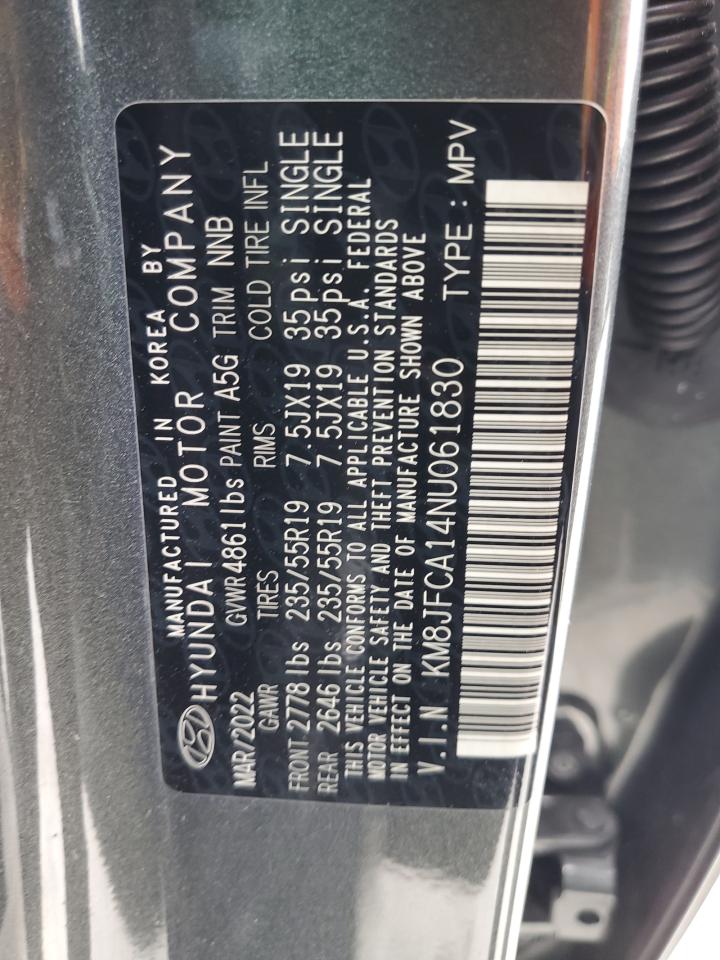 MANUFACTURED IN KOREA BY
HYUNDAI MOTOR COMPANY
MAR/2022 GVWR4861lbs PAINT A5G TRIM NNB
GAWR TIRES RIMS COLD TIRE INFL
FRONT 2778 lbs 235/55R19 7.5JX19 35psi SINGLE
REAR 2646 lbs 235/55R19 7.5JX19 35psi SINGLE
THIS VEHICLE CONFORMS TO ALL APPLICABLE U.S.A. FEDERAL
MOTOR VEHICLE SAFETY AND THEFT PREVENTION STANDARDS
IN EFFECT ON THE DATE OF MANUFACTURE SHOWN ABOVE
V.I.N KM8JFCA14NU061830 TYPE : MPV